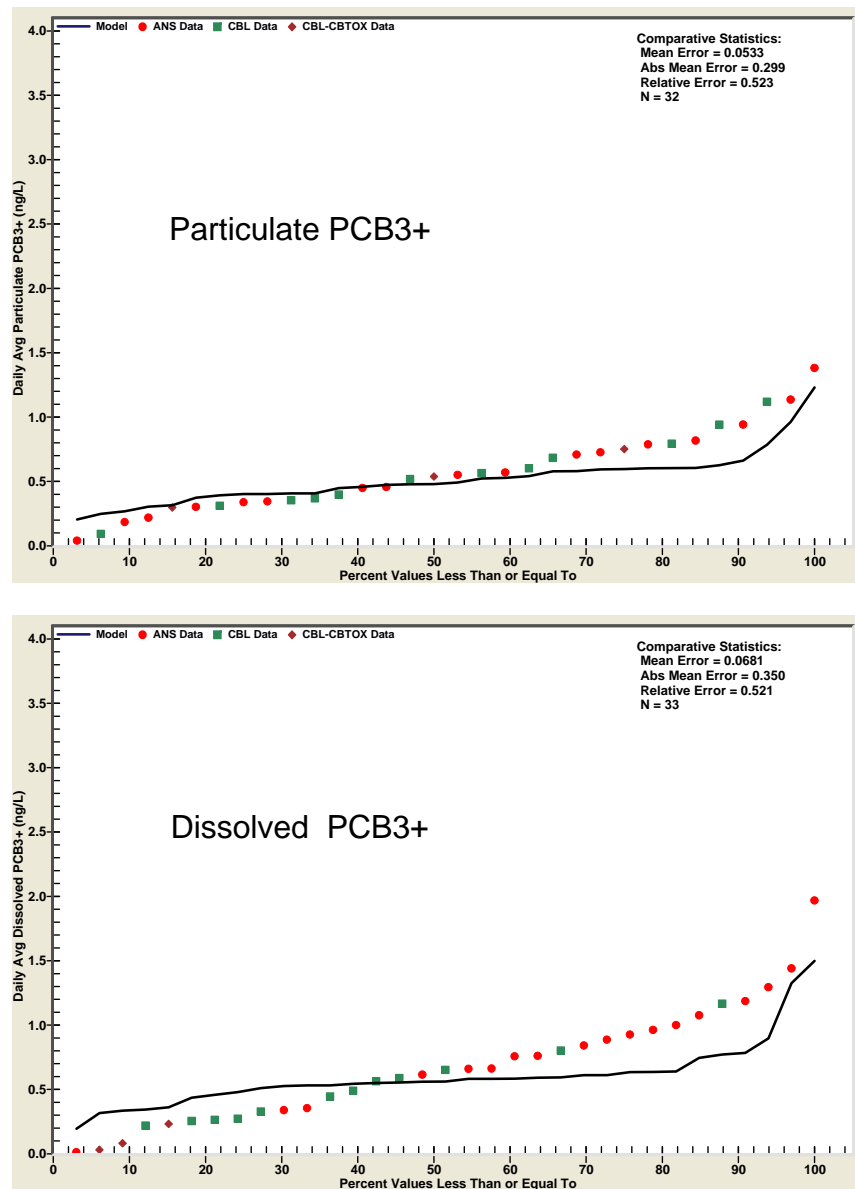 Model ANS Data CBL Data CBL-CBTOX Data
Comparative Statistics:
Mean Error = 0.0533
Abs Mean Error = 0.299
Relative Error = 0.523
N = 32
4.0
3.5
3.0
2.5
2.0
1.5
1.0
0.5
0.0
Daily Avg Particulate PCB3+ (ng/L)
Particulate PCB3+
0 10 20 30 40 50 60 70 80 90 100
Percent Values Less Than or Equal To
Model ANS Data CBL Data CBL-CBTOX Data
Comparative Statistics:
Mean Error = 0.0681
Abs Mean Error = 0.350
Relative Error = 0.521
N = 33
4.0
3.5
3.0
2.5
2.0
1.5
1.0
0.5
0.0
Daily Avg Dissolved PCB3+ (ng/L)
Dissolved PCB3+
0 10 20 30 40 50 60 70 80 90 100
Percent Values Less Than or Equal To